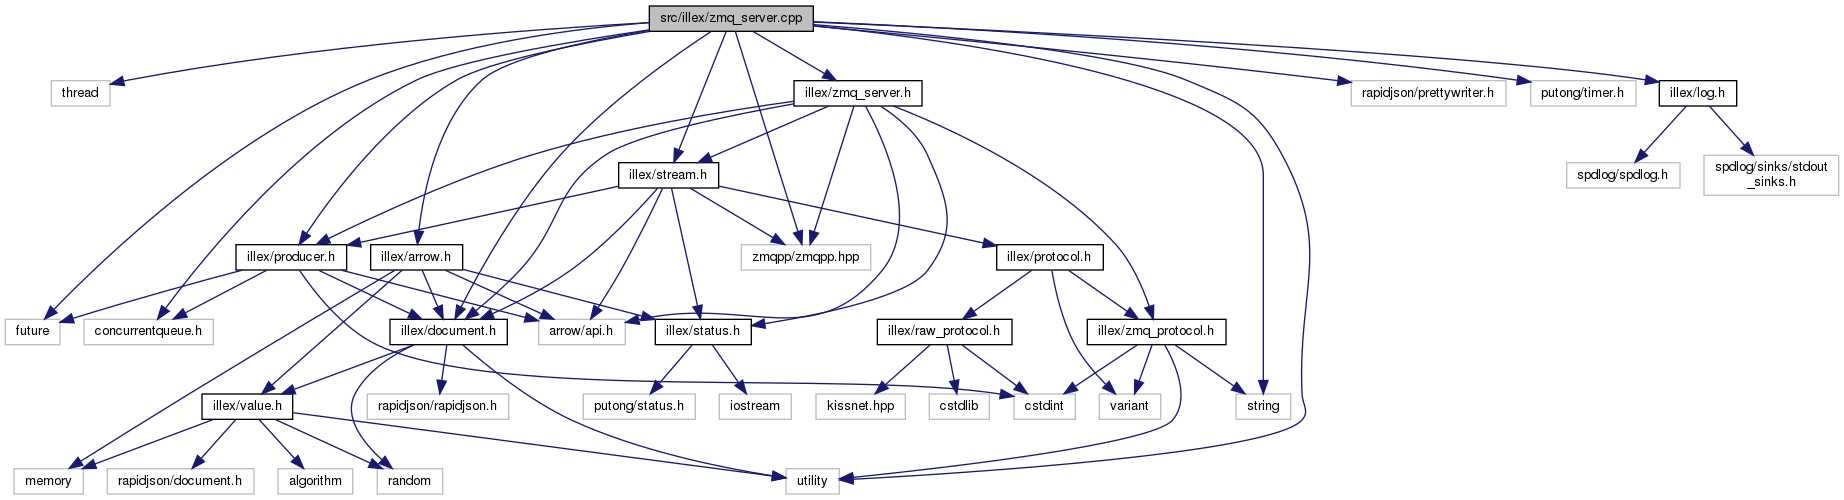 src/illex/zmq_server.cpp
thread
illex/zmq_server.h
rapidjson/prettywriter.h
putong/timer.h
illex/log.h
illex/stream.h
spdlog/spdlog.h
spdlog/sinks/stdout
_sinks.h
illex/producer.h
illex/arrow.h
zmqpp/zmqpp.hpp
illex/protocol.h
future
concurrentqueue.h
illex/document.h
arrow/api.h
illex/status.h
illex/raw_protocol.h
illex/zmq_protocol.h
illex/value.h
rapidjson/rapidjson.h
putong/status.h
iostream
kissnet.hpp
cstdlib
cstdint
variant
string
memory
rapidjson/document.h
algorithm
random
utility